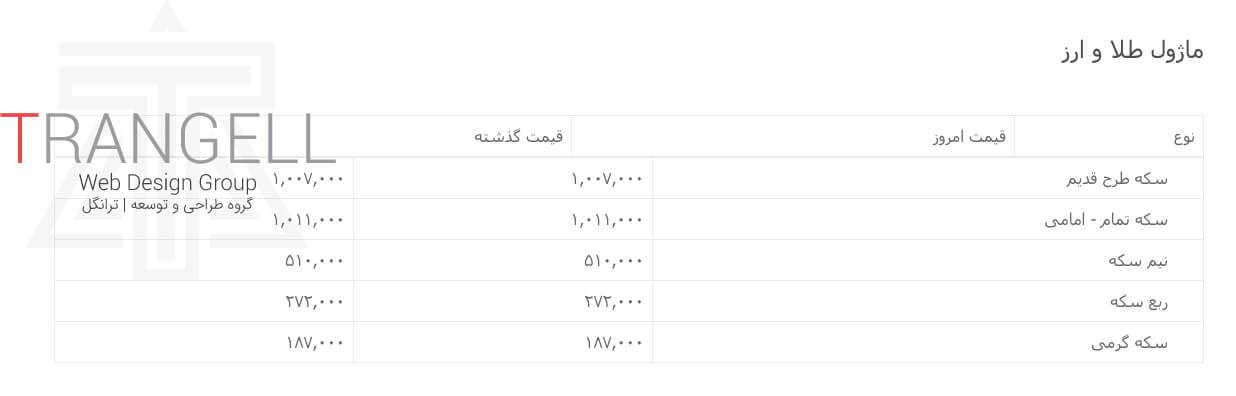 ماژول طلا و ارز
نوع قیمت امروز قیمت گذشته
TRANGELL
سکه طرح قدیم ۱,۰۰۷,۰۰۰ ۱,۰۰۷,۰۰۰
Web Design Group
گروه طراحی و توسعه | ترانگل
سکه تمام - امامی ۱,۰۱۱,۰۰۰ ۱,۰۱۱,۰۰۰
نیم سکه ۵۱۰,۰۰۰ ۵۱۰,۰۰۰
ربع سکه ۲۷۲,۰۰۰ ۲۷۲,۰۰۰
سکه گرمی ۱۸۷,۰۰۰ ۱۸۷,۰۰۰